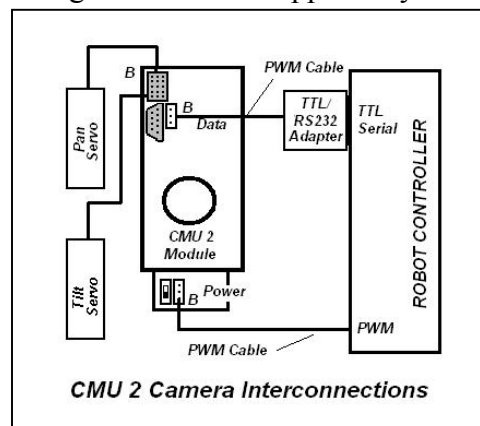 B
PWM Cable
Pan
Servo
B
Data
TTL/
RS232
Adapter
TTL
Serial
ROBOT CONTROLLER
CMU 2
Module
Tilt
Servo
B
Power
PWM
PWM Cable
CMU 2 Camera Interconnections